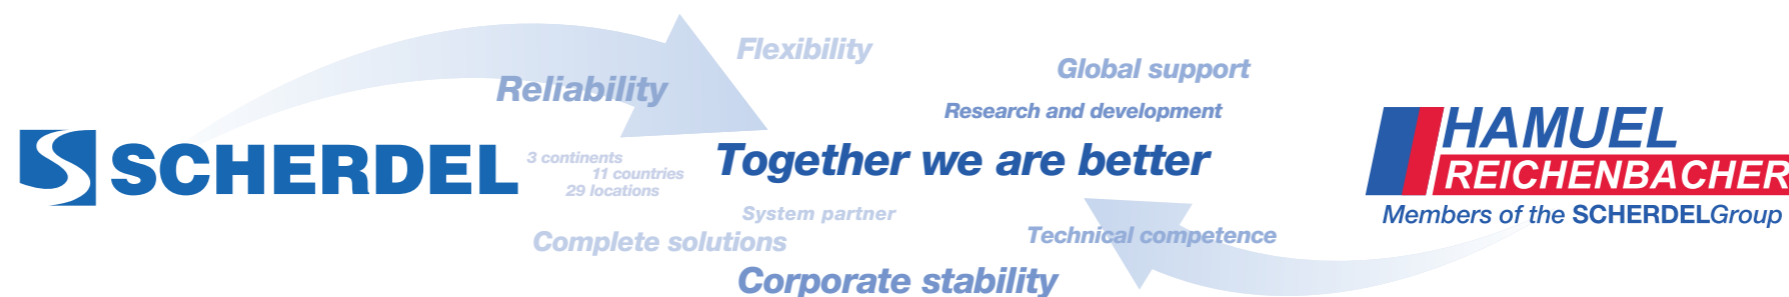 SCHERDEL
Reliability
Flexibility
Global support
Research and development
Together we are better
3 continents
11 countries
29 locations
System partner
Complete solutions
Technical competence
Corporate stability
HAMUEL
REICHENBACHER
Members of the SCHERDELGroup